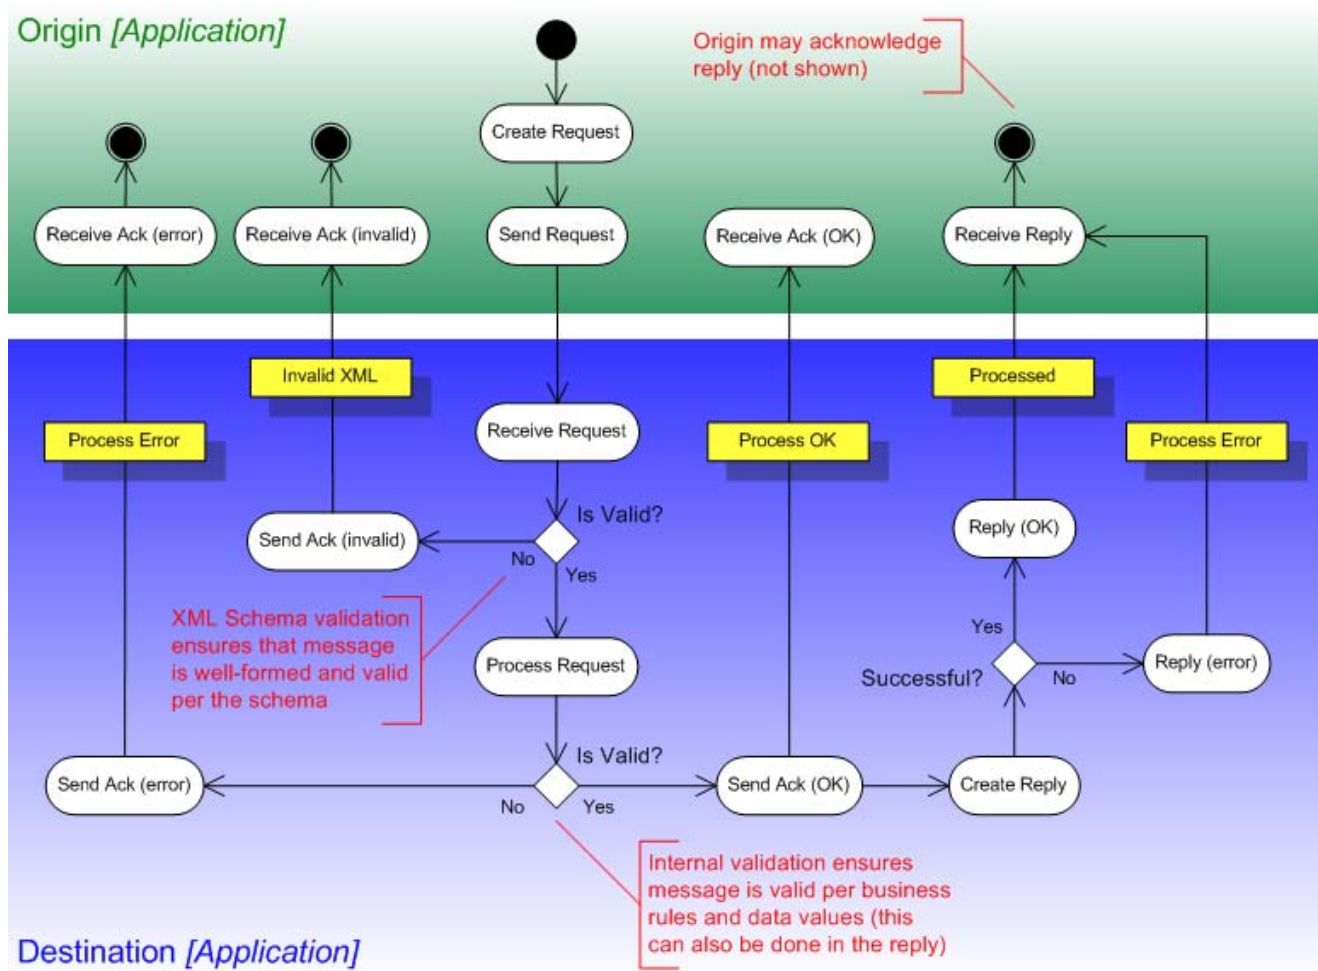 Origin [Application]
Origin may acknowledge
reply (not shown)
Create Request
Receive Ack (error)
Receive Ack (invalid)
Send Request
Receive Ack (OK)
Receive Reply
Invalid XML
Processed
Process Error
Receive Request
Process OK
Process Error
Is Valid?
Send Ack (invalid)
No
Yes
Reply (OK)
XML Schema validation
ensures that message
is well-formed and valid
per the schema
Process Request
Yes
Successful?
No
Reply (error)
Is Valid?
Send Ack (error)
No
Yes
Send Ack (OK)
Create Reply
Internal validation ensures
message is valid per business
rules and data values (this
can also be done in the reply)
Destination [Application]